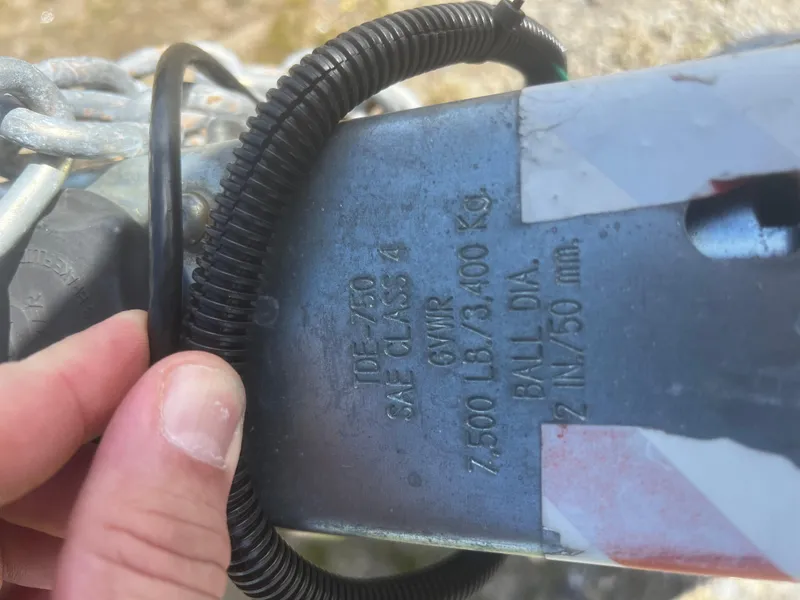 TDE-750
SAE CLASS 4
GVWR
7,500 LB./3,400 Kg.
BALL DIA.
2 IN./50 mm.